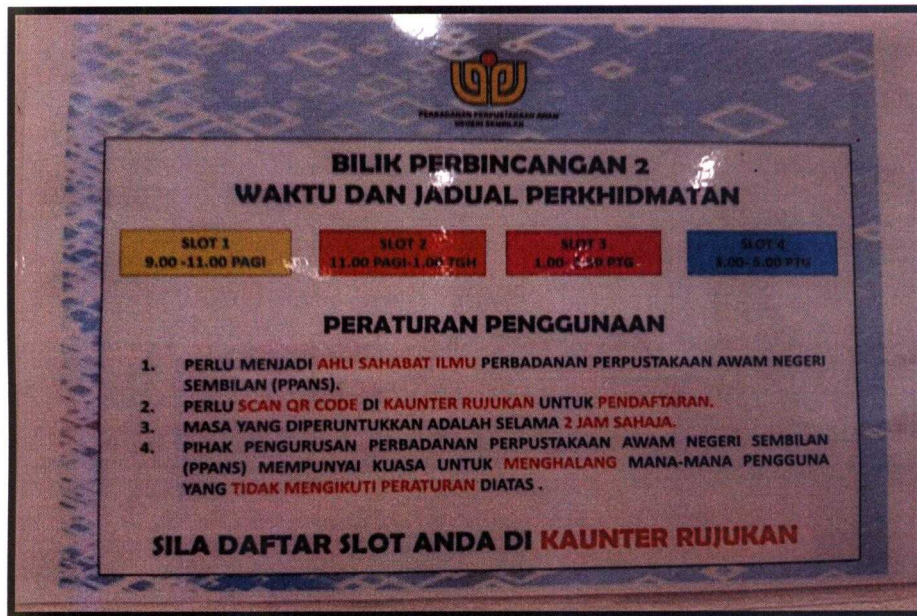 PERBADANAN PERPUSTAKAAN AWAM
NEGERI SEMBILAN
BILIK PERBINCANGAN 2
WAKTU DAN JADUAL PERKHIDMATAN
SLOT 1
9.00 -11.00 PAGI
SLOT 2
11.00 PAGI-1.00 TGH
SLOT 3
1.00- PTG
SLOT 4
3.00-5.00 PTG
PERATURAN PENGGUNAAN
1. PERLU MENJADI AHLI SAHABAT ILMU PERBADANAN PERPUSTAKAAN AWAM NEGERI
SEMBILAN (PPANS).
2. PERLU SCAN QR CODE DI KAUNTER RUJUKAN UNTUK PENDAFTARAN.
3. MASA YANG DIPERUNTUKKAN ADALAH SELAMA 2 JAM SAHAJA.
4. PIHAK PENGURUSAN PERBADANAN PERPUSTAKAAN AWAM NEGERI SEMBILAN
(PPANS) MEMPUNYAI KUASA UNTUK MENGHALANG MANA-MANA PENGGUNA
YANG TIDAK MENGIKUTI PERATURAN DIATAS .
SILA DAFTAR SLOT ANDA DI KAUNTER RUJUKAN